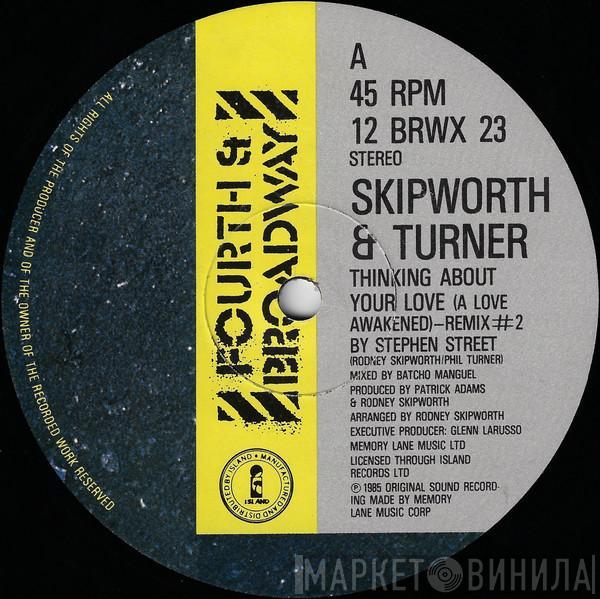 A
45 RPM
12 BRWX 23
STEREO
SKIPWORTH
& TURNER
THINKING ABOUT
YOUR LOVE (A LOVE
AWAKENED)–REMIX #2
BY STEPHEN STREET
(RODNEY SKIPWORTH/PHIL TURNER)
MIXED BY BATCHO MANGUEL
PRODUCED BY PATRICK ADAMS
& RODNEY SKIPWORTH
ARRANGED BY RODNEY SKIPWORTH
EXECUTIVE PRODUCER: GLENN LARUSSO
MEMORY LANE MUSIC LTD
LICENSED THROUGH ISLAND
RECORDS LTD
℗ 1985 ORIGINAL SOUND RECORD-
ING MADE BY MEMORY
LANE MUSIC CORP
FOURTH &
BROADWAY
MANUFACTURED AND DISTRIBUTED BY ISLAND •
ISLAND
ALL RIGHTS OF THE PRODUCER AND OF THE OWNER OF THE RECORDED WORK RESERVED
МАРКЕТ ВИНИЛА